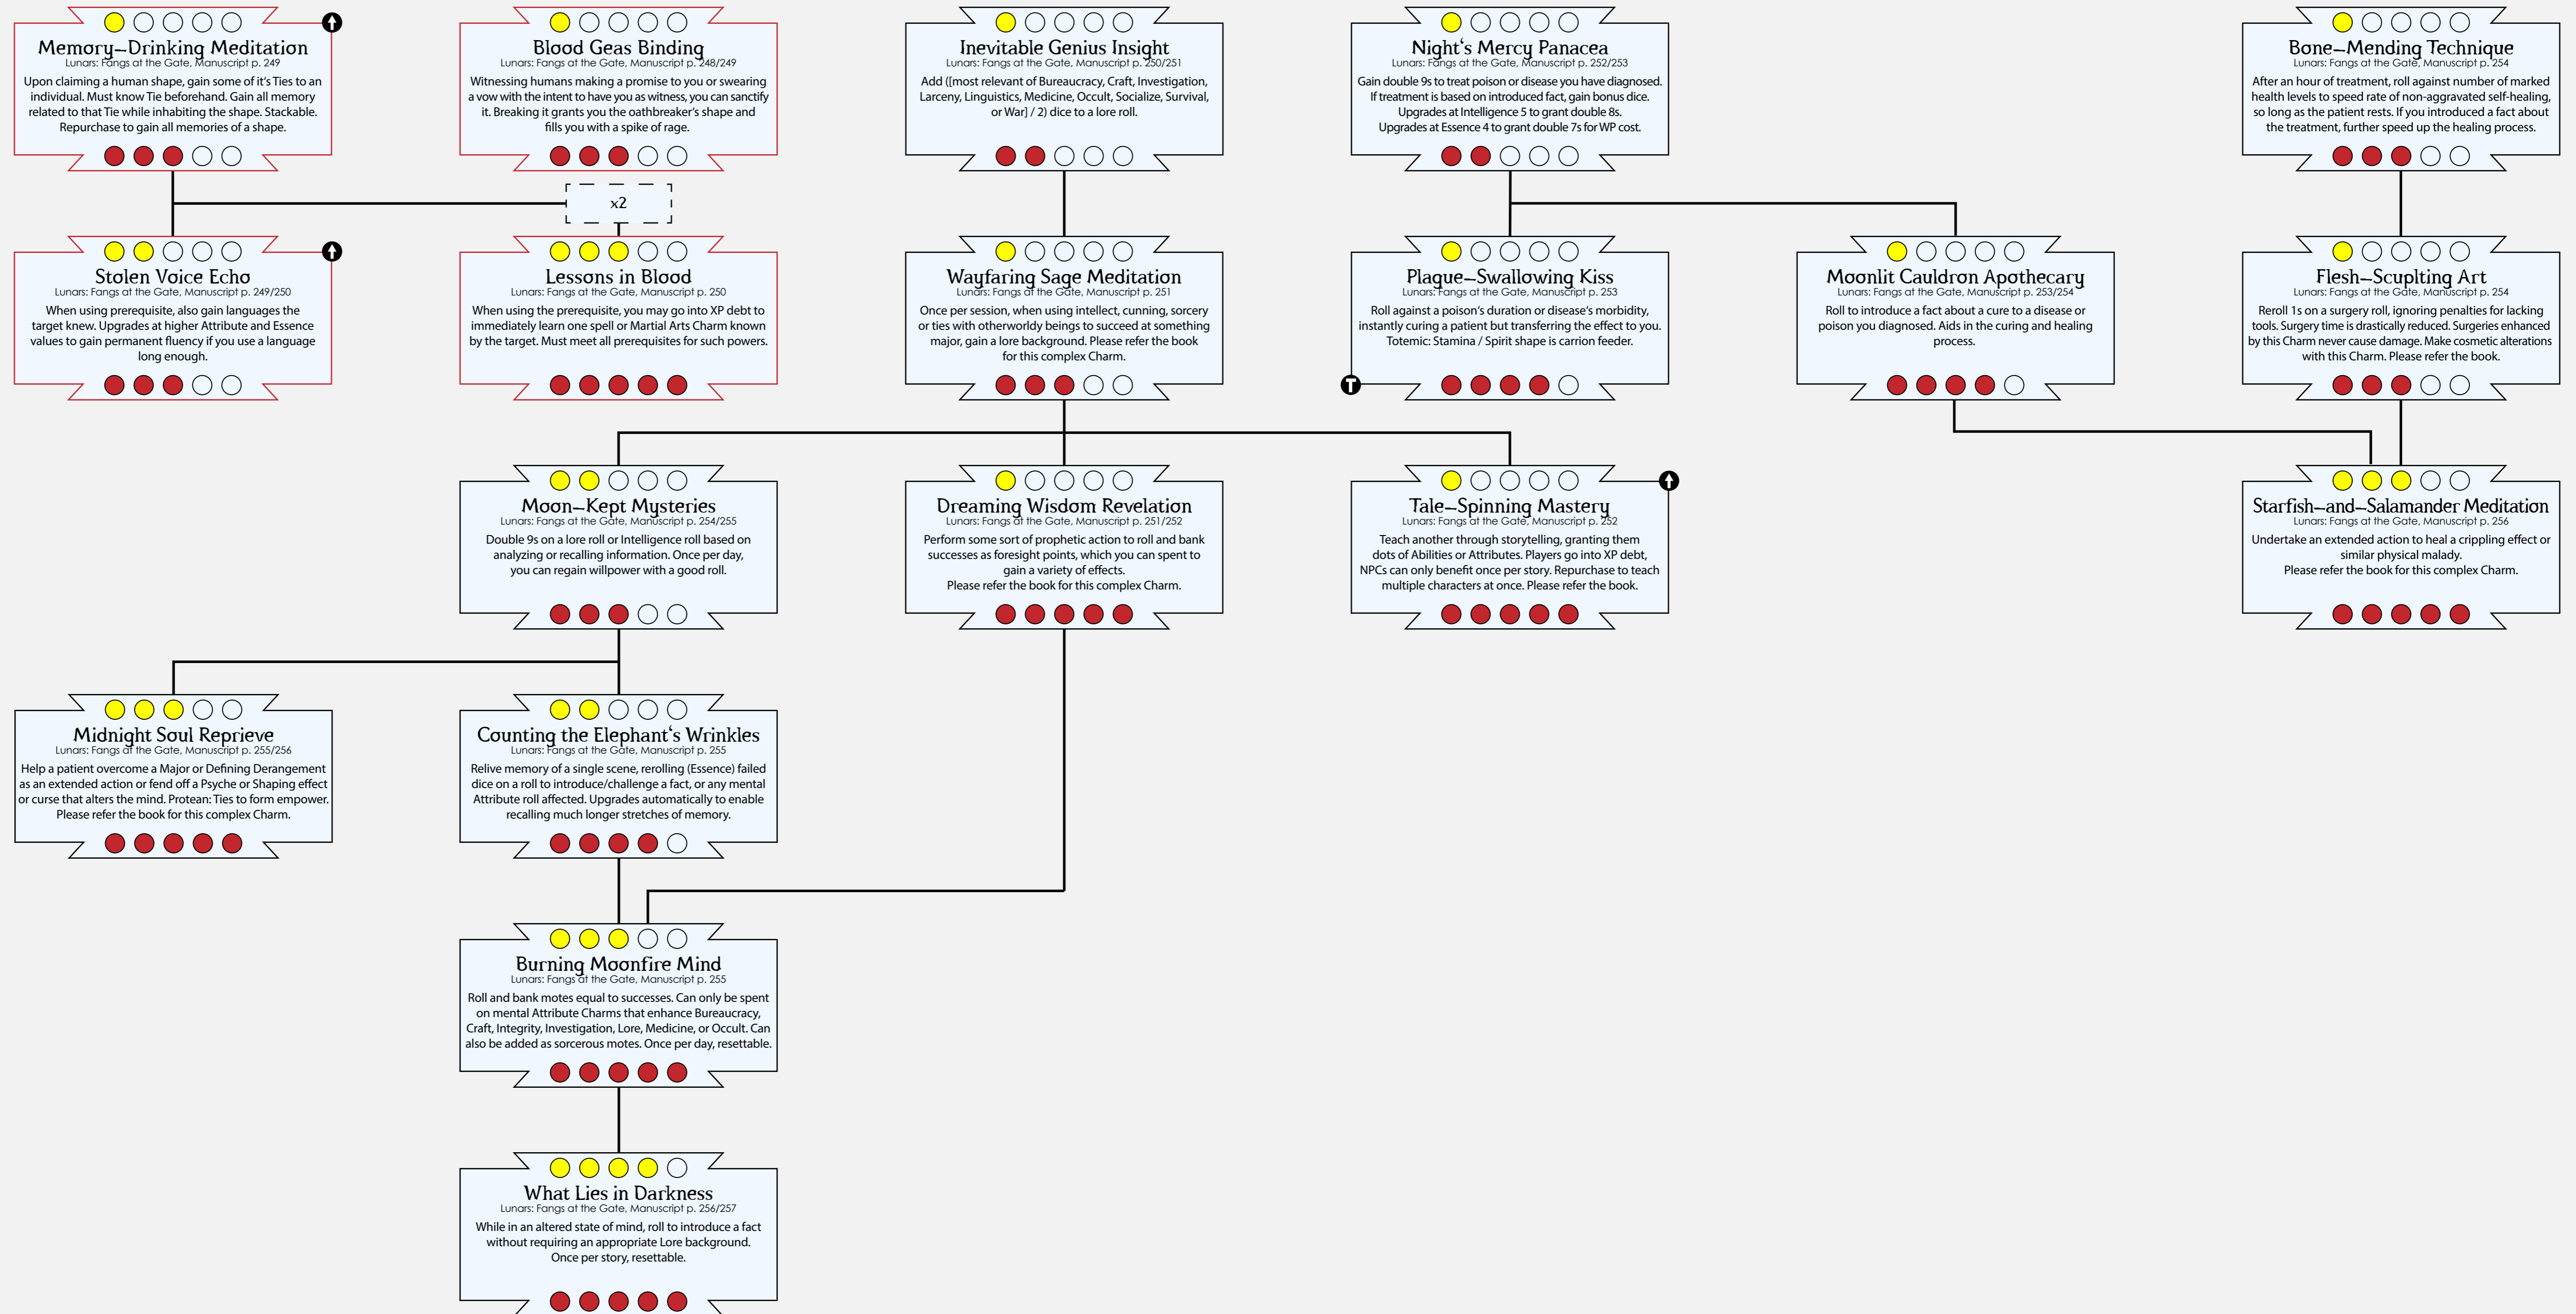 Memory-Drinking Meditation
Lunars: Fangs at the Gate, Manuscript p. 249
Upon claiming a human shape, gain some of it's Ties to an
individual. Must know Tie beforehand. Gain all memory
related to that Tie while inhabiting the shape. Stackable.
Repurchase to gain all memories of a shape.
Blood Geas Binding
Lunars: Fangs at the Gate, Manuscript p. 248/249
Witnessing humans making a promise to you or swearing
a vow with the intent to have you as witness, you can sanctify
it. Breaking it grants you the oathbreaker's shape and
fills you with a spike of rage.
Inevitable Genius Insight
Lunars: Fangs at the Gate, Manuscript p. 250/251
Add ([most relevant of Bureaucracy, Craft, Investigation,
Larceny, Linguistics, Medicine, Occult, Socialize, Survival,
or War] / 2) dice to a lore roll.
Night's Mercy Panacea
Lunars: Fangs at the Gate, Manuscript p. 252/253
Gain double 9s to treat poison or disease you have diagnosed.
If treatment is based on introduced fact, gain bonus dice.
Upgrades at Intelligence 5 to grant double 8s.
Upgrades at Essence 4 to grant double 7s for WP cost.
Bone-Mending Technique
Lunars: Fangs at the Gate, Manuscript p. 254
After an hour of treatment, roll against number of marked
health levels to speed rate of non-aggravated self-healing,
so long as the patient rests. If you introduced a fact about
the treatment, further speed up the healing process.
x2
Stolen Voice Echo
Lunars: Fangs at the Gate, Manuscript p. 249/250
When using prerequisite, also gain languages the
target knew. Upgrades at higher Attribute and Essence
values to gain permanent fluency if you use a language
long enough.
Lessons in Blood
Lunars: Fangs at the Gate, Manuscript p. 250
When using the prerequisite, you may go into XP debt to
immediately learn one spell or Martial Arts Charm known
by the target. Must meet all prerequisites for such powers.
Wayfaring Sage Meditation
Lunars: Fangs at the Gate, Manuscript p. 251
Once per session, when using intellect, cunning, sorcery
or ties with otherworldy beings to succeed at something
major, gain a lore background. Please refer the book
for this complex Charm.
Plague-Swallowing Kiss
Lunars: Fangs at the Gate, Manuscript p. 253
Roll against a poison's duration or disease's morbidity,
instantly curing a patient but transferring the effect to you.
Totemic: Stamina / Spirit shape is carrion feeder.
T
Moonlit Cauldron Apothecary
Lunars: Fangs at the Gate, Manuscript p. 253/254
Roll to introduce a fact about a cure to a disease or
poison you diagnosed. Aids in the curing and healing
process.
Flesh-Scuplting Art
Lunars: Fangs at the Gate, Manuscript p. 254
Reroll 1s on a surgery roll, ignoring penalties for lacking
tools. Surgery time is drastically reduced. Surgeries enhanced
by this Charm never cause damage. Make cosmetic alterations
with this Charm. Please refer the book.
Moon-Kept Mysteries
Lunars: Fangs at the Gate, Manuscript p. 254/255
Double 9s on a lore roll or Intelligence roll based on
analyzing or recalling information. Once per day,
you can regain willpower with a good roll.
Dreaming Wisdom Revelation
Lunars: Fangs at the Gate, Manuscript p. 251/252
Perform some sort of prophetic action to roll and bank
successes as foresight points, which you can spent to
gain a variety of effects.
Please refer the book for this complex Charm.
Tale-Spinning Mastery
Lunars: Fangs at the Gate, Manuscript p. 252
Teach another through storytelling, granting them
dots of Abilities or Attributes. Players go into XP debt,
NPCs can only benefit once per story. Repurchase to teach
multiple characters at once. Please refer the book.
Starfish-and-Salamander Meditation
Lunars: Fangs at the Gate, Manuscript p. 256
Undertake an extended action to heal a crippling effect or
similar physical malady.
Please refer the book for this complex Charm.
Midnight Soul Reprieve
Lunars: Fangs at the Gate, Manuscript p. 255/256
Help a patient overcome a Major or Defining Derangement
as an extended action or fend off a Psyche or Shaping effect
or curse that alters the mind. Protean: Ties to form empower.
Please refer the book for this complex Charm.
Counting the Elephant's Wrinkles
Lunars: Fangs at the Gate, Manuscript p. 255
Relive memory of a single scene, rerolling (Essence) failed
dice on a roll to introduce/challenge a fact, or any mental
Attribute roll affected. Upgrades automatically to enable
recalling much longer stretches of memory.
Burning Moonfire Mind
Lunars: Fangs at the Gate, Manuscript p. 255
Roll and bank motes equal to successes. Can only be spent
on mental Attribute Charms that enhance Bureaucracy,
Craft, Integrity, Investigation, Lore, Medicine, or Occult. Can
also be added as sorcerous motes. Once per day, resettable.
What Lies in Darkness
Lunars: Fangs at the Gate, Manuscript p. 256/257
While in an altered state of mind, roll to introduce a fact
without requiring an appropriate Lore background.
Once per story, resettable.